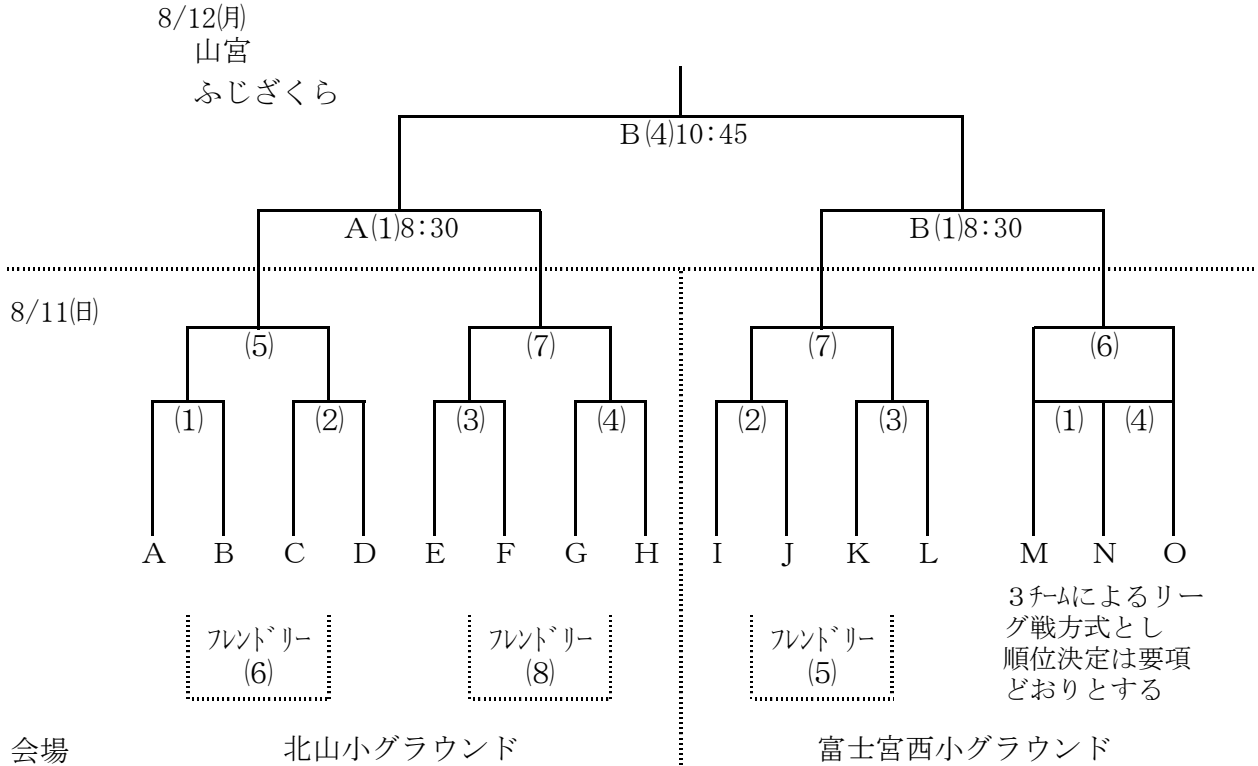 8/12㈪
山宮
ふじざくら
B⑷10:45
A⑴8:30
B⑴8:30
8/11㈰
⑸
⑺
⑺
⑹
⑴
⑵
⑶
⑷
⑵
⑶
⑴
⑷
A B C D E F G H I J K L M N O
ﾌﾚﾝﾄﾞﾘｰ
⑹
ﾌﾚﾝﾄﾞﾘｰ
⑻
ﾌﾚﾝﾄﾞﾘｰ
⑸
3ﾁｰﾑによるリー
グ戦方式とし
順位決定は要項
どおりとする
会場
北山小グラウンド
富士宮西小グラウンド